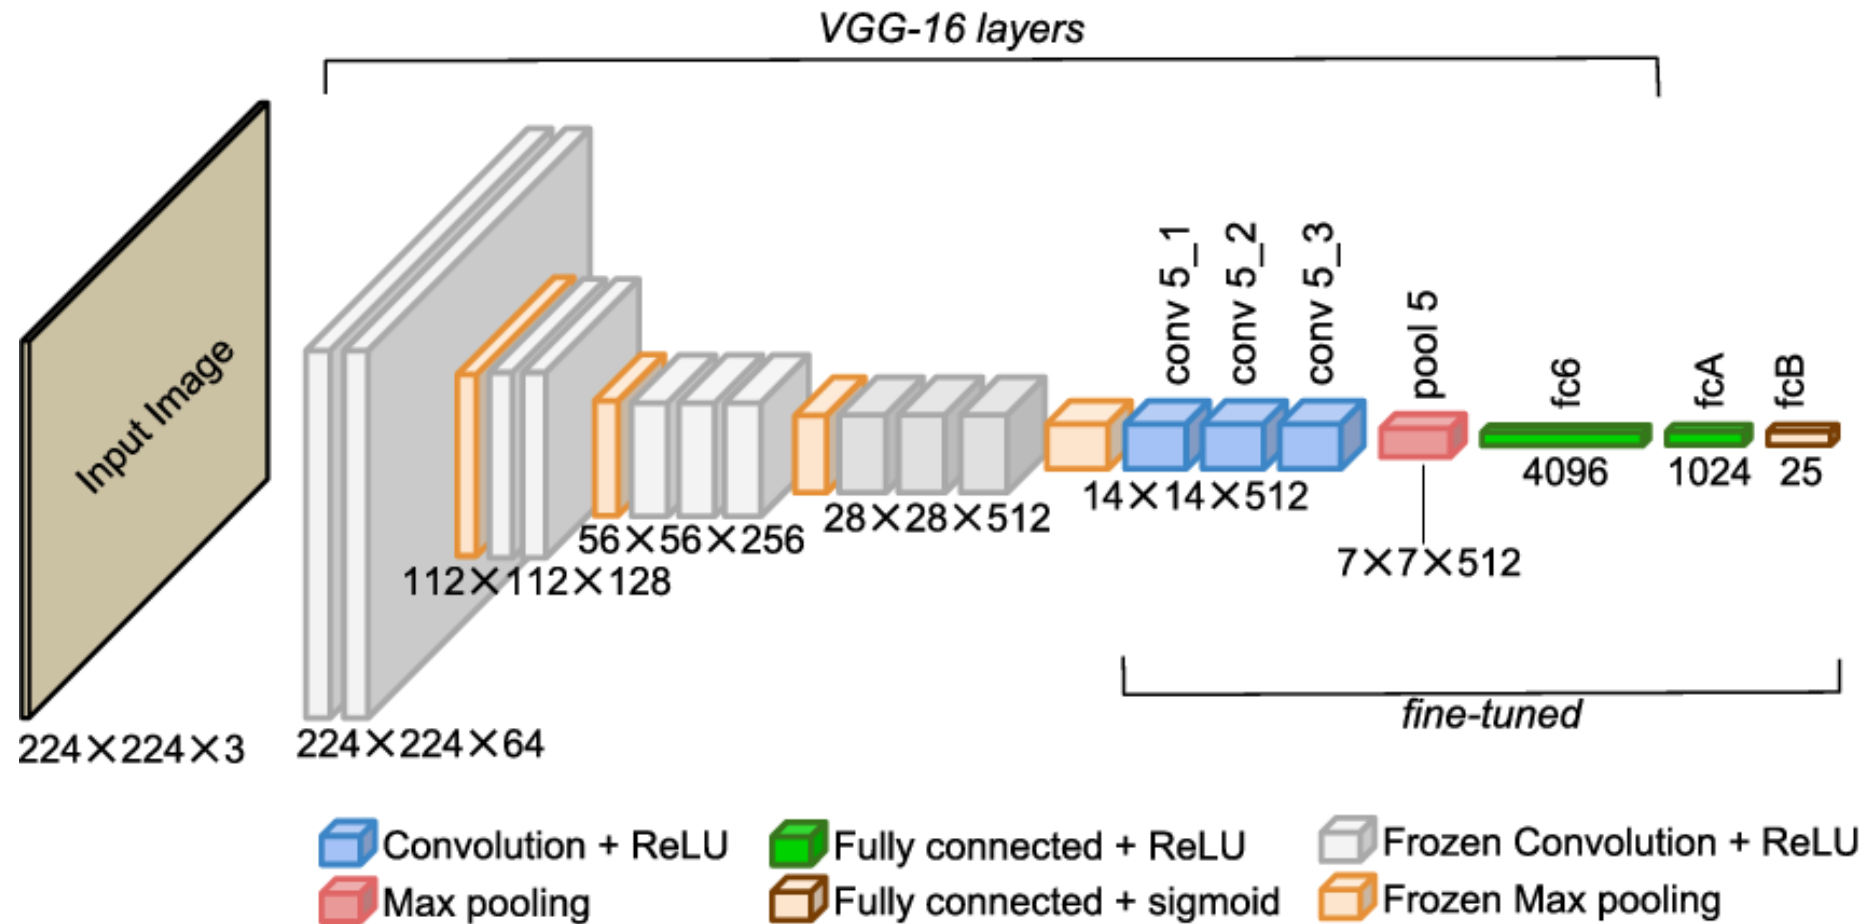 VGG-16 layers
Input Image
224×224×3
224×224×64
112×112×128
56×56×256
28×28×512
14×14×512
conv 5_1
conv 5_2
conv 5_3
pool 5
7×7×512
fc6
4096
fcA
1024
fcB
25
fine-tuned
Convolution + ReLU
Fully connected + ReLU
Frozen Convolution + ReLU
Max pooling
Fully connected + sigmoid
Frozen Max pooling